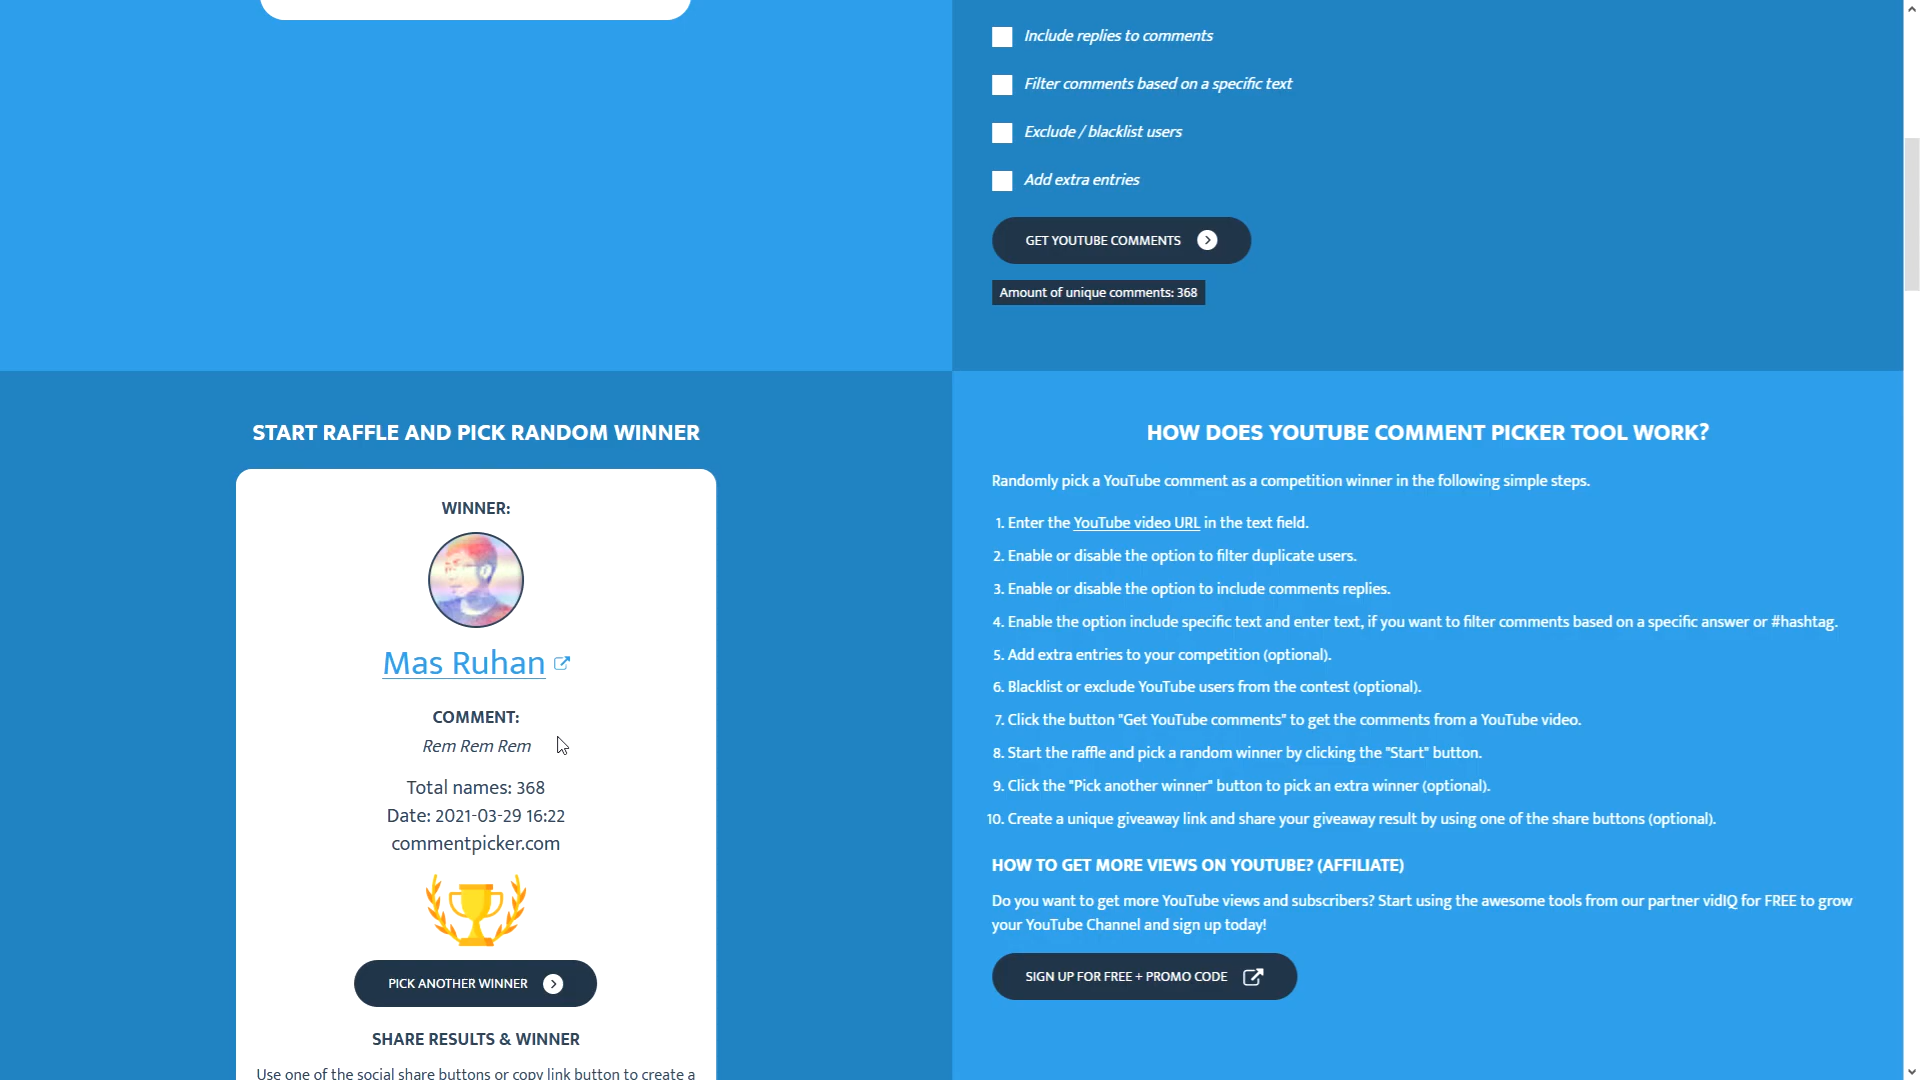 Include replies to comments
Filter comments based on a specific text
Exclude / blacklist users
Add extra entries
GET YOUTUBE COMMENTS
Amount of unique comments: 368
START RAFFLE AND PICK RANDOM WINNER
WINNER:
Mas Ruhan
COMMENT:
Rem Rem Rem
Total names: 368
Date: 2021-03-29 16:22
commentpicker.com
PICK ANOTHER WINNER
SHARE RESULTS & WINNER
Use one of the social share buttons or copy link button to create a
HOW DOES YOUTUBE COMMENT PICKER TOOL WORK?
Randomly pick a YouTube comment as a competition winner in the following simple steps.
1. Enter the YouTube video URL in the text field.
2. Enable or disable the option to filter duplicate users.
3. Enable or disable the option to include comments replies.
4. Enable the option include specific text and enter text, if you want to filter comments based on a specific answer or #hashtag.
5. Add extra entries to your competition (optional).
6. Blacklist or exclude YouTube users from the contest (optional).
7. Click the button "Get YouTube comments" to get the comments from a YouTube video.
8. Start the raffle and pick a random winner by clicking the "Start" button.
9. Click the "Pick another winner" button to pick an extra winner (optional).
10. Create a unique giveaway link and share your giveaway result by using one of the share buttons (optional).
HOW TO GET MORE VIEWS ON YOUTUBE? (AFFILIATE)
Do you want to get more YouTube views and subscribers? Start using the awesome tools from our partner vidIQ for FREE to grow
your YouTube Channel and sign up today!
SIGN UP FOR FREE + PROMO CODE